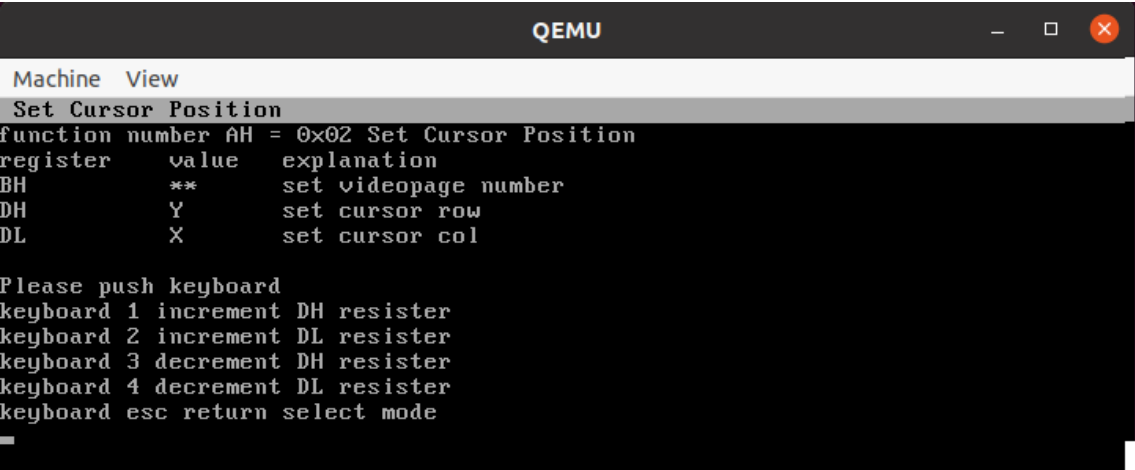 QEMU
Machine View
Set Cursor Position
function number AH = 0x02 Set Cursor Position
register value explanation
BH ** set videopage number
DH Y set cursor row
DL X set cursor col
Please push keyboard
keyboard 1 increment DH resister
keyboard 2 increment DL resister
keyboard 3 decrement DH resister
keyboard 4 decrement DL resister
keyboard esc return select mode